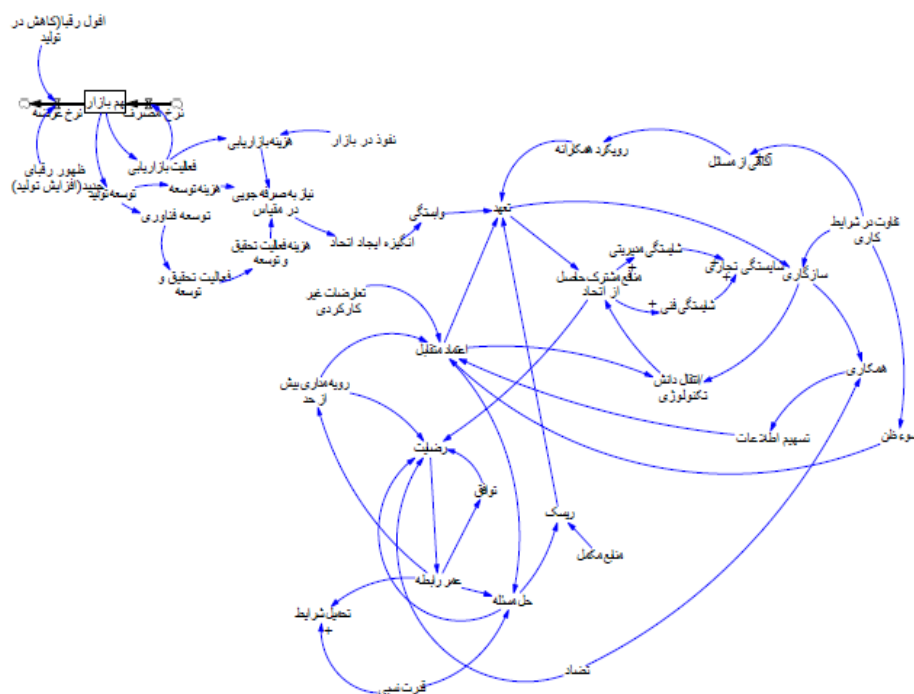 افول رقبا(کاهش در
تولید
سهم بازار
نرخ عرضه
نرخ مصرف
ظهور رقبای
جدید(افزایش تولید)
فعالیت بازاریابی
هزینه بازاریابی
نفوذ در بازار
توسعه تولید
هزینه توسعه
نیاز به صرفه جویی
در مقیاس
توسعه فناوری
هزینه فعالیت تحقیق
و توسعه
فعالیت تحقیق و
توسعه
انگیزه ایجاد اتحاد
وابستگی
تعهد
رویکرد همکارانه
آگاهی از مسئل
تفاوت در شرایط
کاری
سازگاری
شایستگی مدیریتی
شایستگی تجاری
شایستگی فنی
منافع مشترک حاصل
از اتحاد
+
+
+
+
تعارضات غیر
کارکردی
اعتماد متقابل
انتقال دانش
تکنولوژی
همکاری
تسهیم اطلاعات
سوء ظن
رویه مداری بیش
از حد
رضایت
توافق
ریسک
منافع مکمل
عمر رابطه
حل مسئله
تحمیل شرایط
+
قدرت نسبی
تضاد